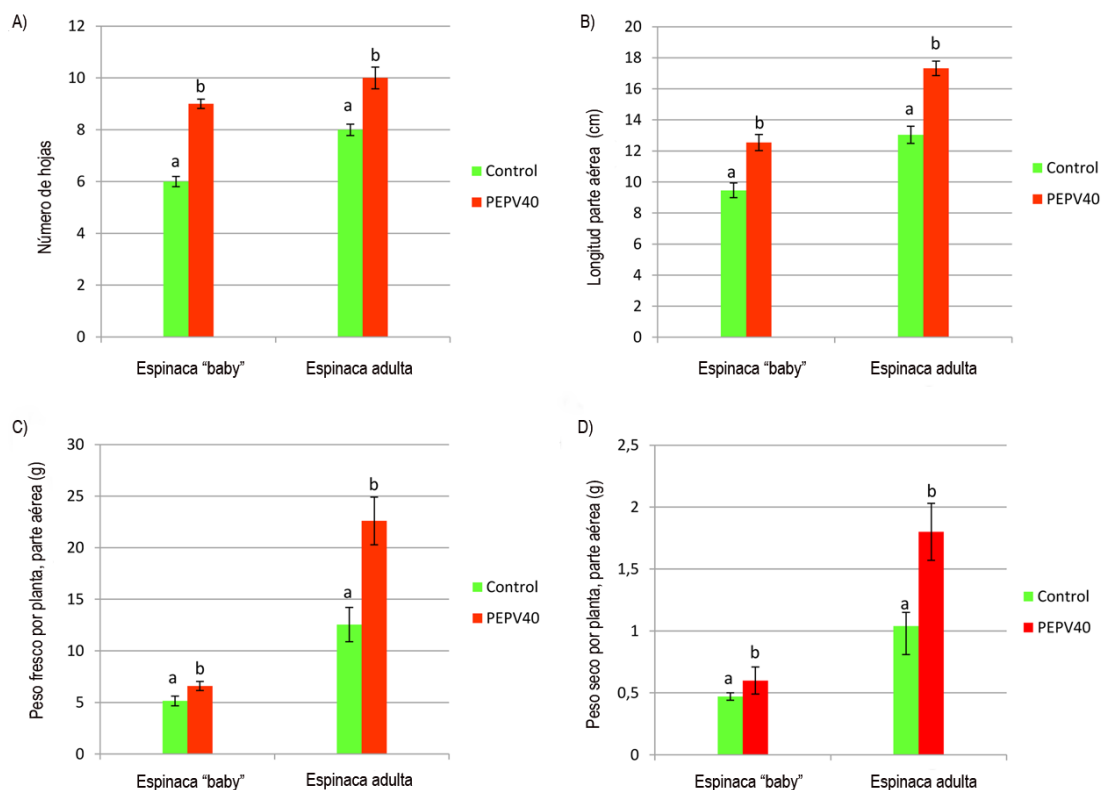 A)
Número de hojas
12
10
8
6
4
2
0
a
b
a
b
Espinaca “baby”
Espinaca adulta
Control
PEPV40
B)
Longitud parte aérea (cm)
20
18
16
14
12
10
8
6
4
2
0
a
b
a
b
Espinaca “baby”
Espinaca adulta
Control
PEPV40
C)
Peso fresco por planta, parte aérea (g)
30
25
20
15
10
5
0
a
b
a
b
Espinaca “baby”
Espinaca adulta
Control
PEPV40
D)
Peso seco por planta, parte aérea (g)
2,5
2
1,5
1
0,5
0
a
b
a
b
Espinaca “baby”
Espinaca adulta
Control
PEPV40